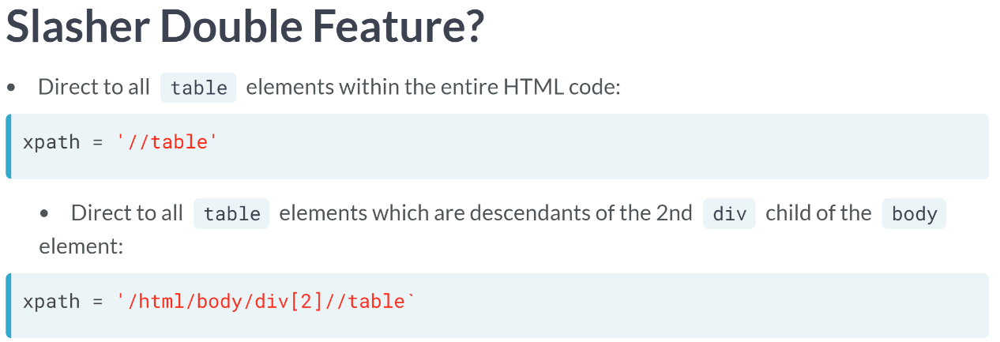 Slasher Double Feature?
• Direct to all table elements within the entire HTML code:
xpath = '//table'
• Direct to all table elements which are descendants of the 2nd div child of the body
element:
xpath = '/html/body/div[2]//table`